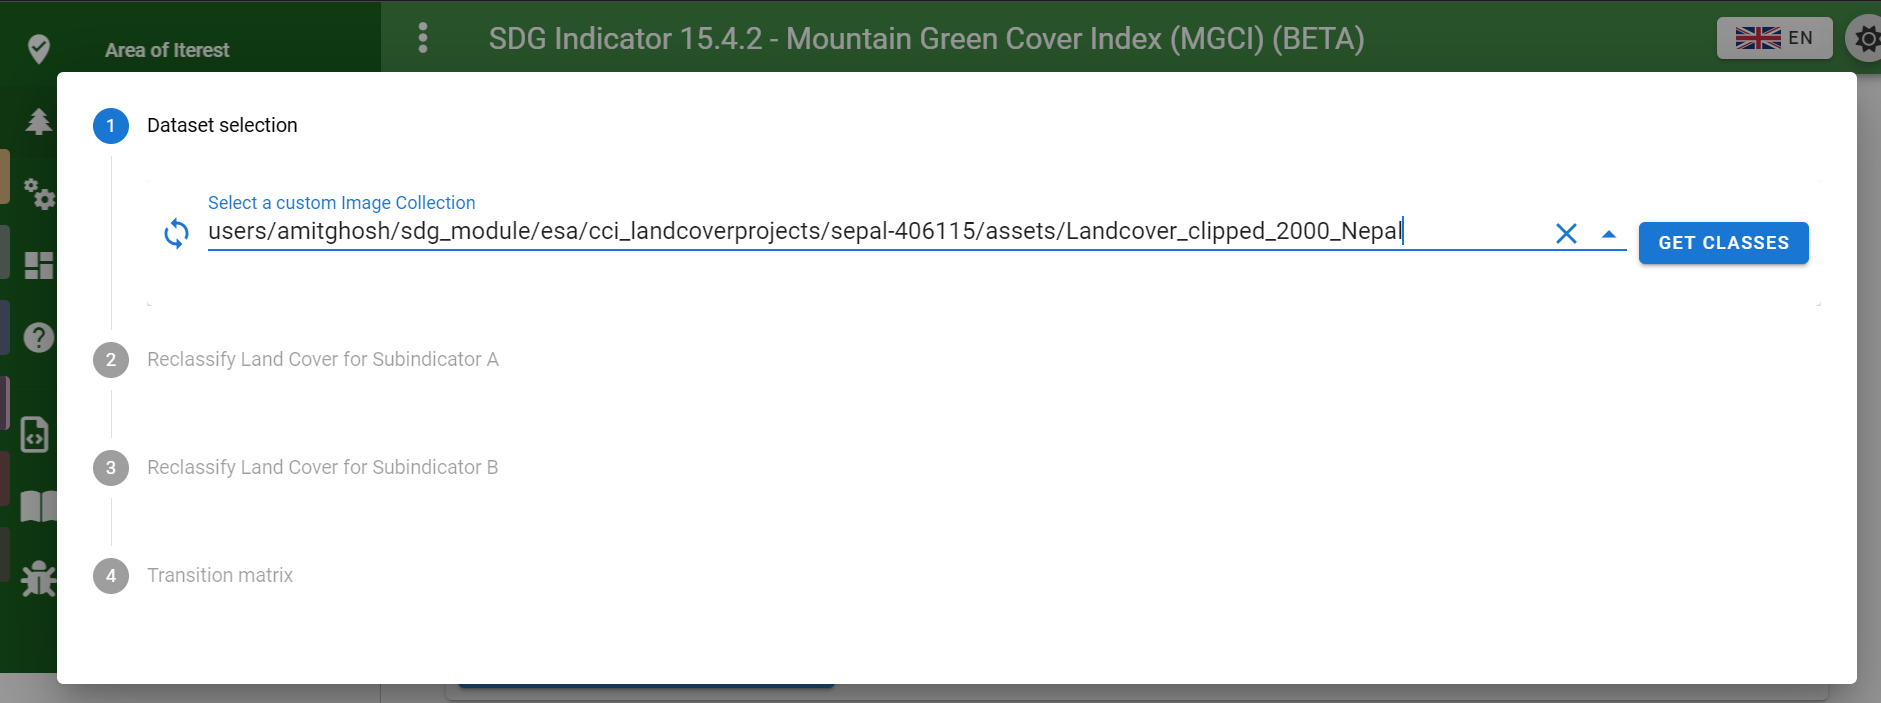 Area of Iterest
SDG Indicator 15.4.2 - Mountain Green Cover Index (MGCI) (BETA)
EN
1 Dataset selection
Select a custom Image Collection
users/amitghosh/sdg_module/esa/cci_landcoverprojects/sepal-406115/assets/Landcover_clipped_2000_Nepal
GET CLASSES
2 Reclassify Land Cover for Subindicator A
3 Reclassify Land Cover for Subindicator B
4 Transition matrix